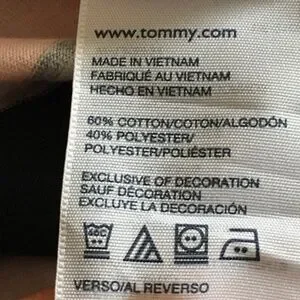 www.tommy.com
MADE IN VIETNAM
FABRIQUÉ AU VIETNAM
HECHO EN VIETNAM
60% COTTON/COTON/ALGODÓN
40% POLYESTER/
POLYESTER/POLIÉSTER
EXCLUSIVE OF DECORATION
SAUF DÉCORATION
EXCLUYE LA DECORACIÓN
VERSO/AL REVERSO